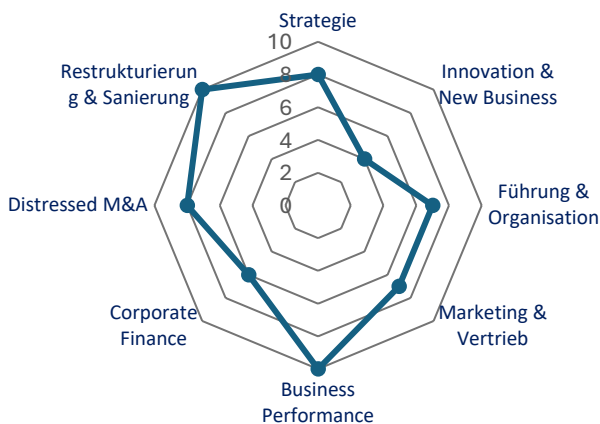 Strategie
10
8
6
4
2
0
Innovation &
New Business
Führung &
Organisation
Marketing &
Vertrieb
Business
Performance
Corporate
Finance
Distressed M&A
Restrukturierun
g & Sanierung